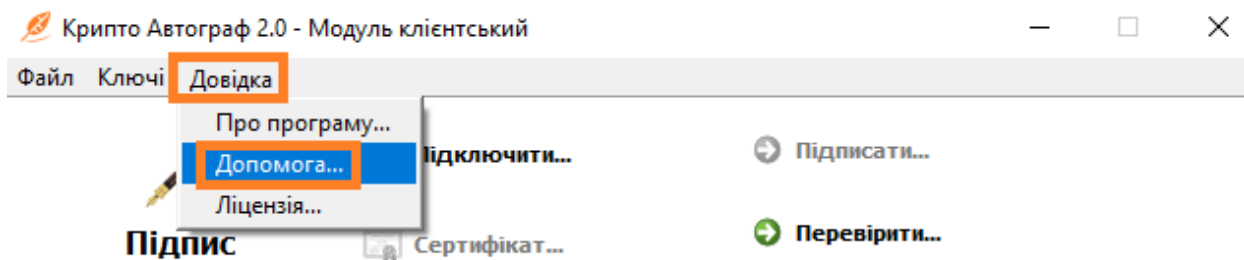 Крипто Автограф 2.0 - Модуль клієнтський
Файл Ключі Довідка
Про програму...
Допомога...
Ліцензія...
ідключити...
Підписати...
Підпис
Сертифікат...
Перевірити...